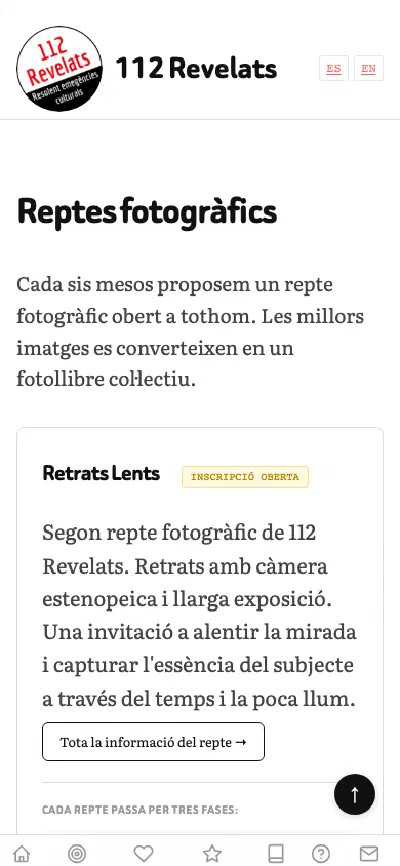 112
Revelats
Resolent emegències
culturals
112 Revelats
ES
EN
Reptes fotogràfics
Cada sis mesos proposem un repte
fotogràfic obert a tothom. Les millors
imatges es converteixen en un
fotollibre col·lectiu.
Retrats Lents
INSCRIPCIÓ OBERTA
Segon repte fotogràfic de 112
Revelats. Retrats amb càmera
estenopeica i llarga exposició.
Una invitació a alentir la mirada
i capturar l'essència del subjecte
a través del temps i la poca llum.
Tota la informació del repte →
CADA REPTE PASSA PER TRES FASES: